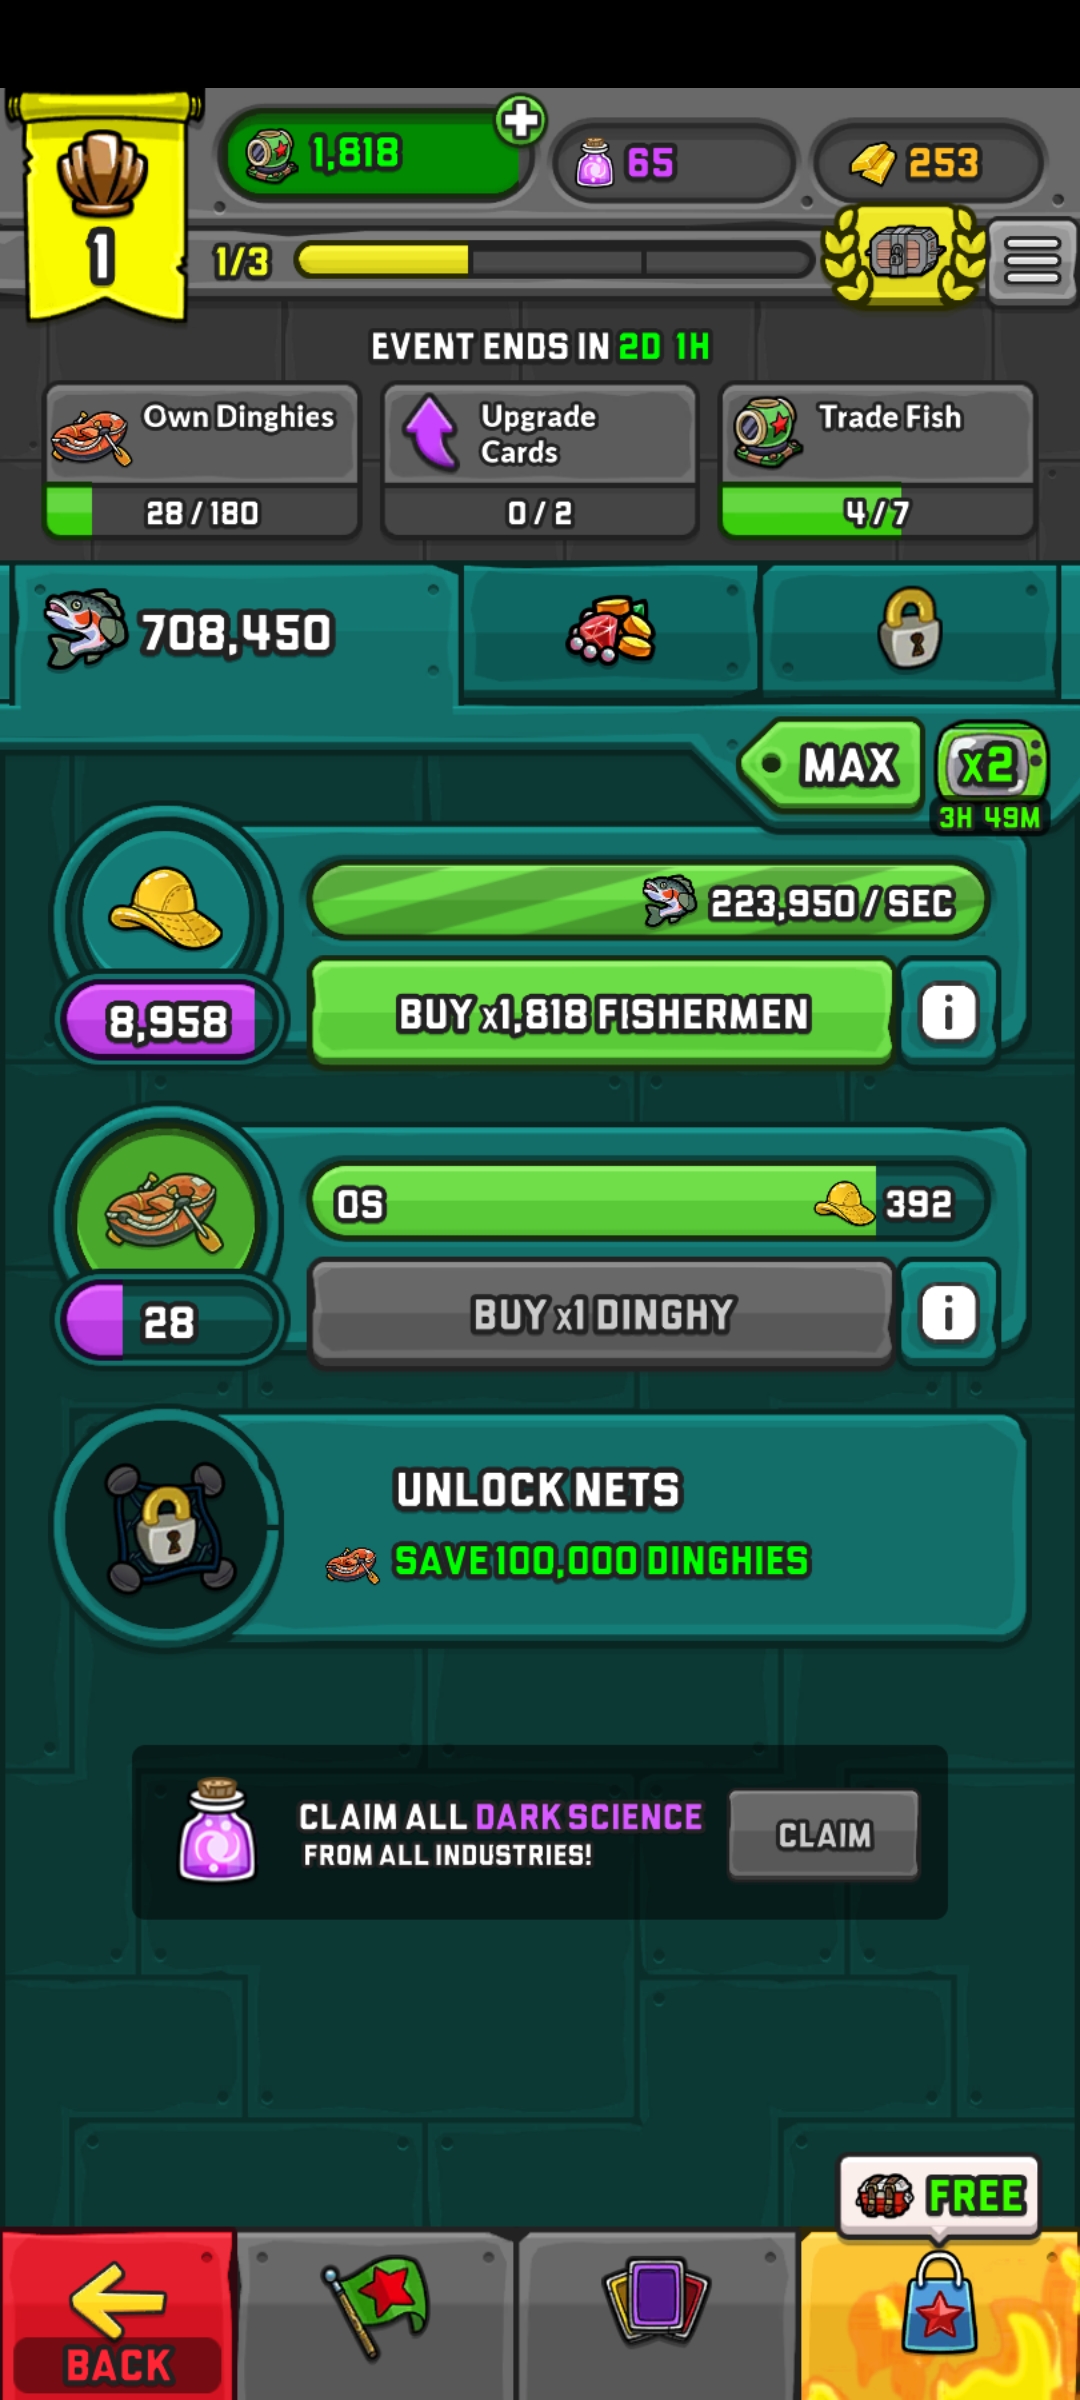 1,818
65
253
1
1/3
EVENT ENDS IN 2D 1H
Own Dinghies
28/180
Upgrade
Cards
0/2
Trade Fish
4/7
708,450
MAX
x2
3H 49M
223,950/SEC
8,958
BUY x1,818 FISHERMEN
i
0S
392
28
BUY x1 DINGHY
i
UNLOCK NETS
SAVE 100,000 DINGHIES
CLAIM ALL DARK SCIENCE
FROM ALL INDUSTRIES!
CLAIM
FREE
BACK